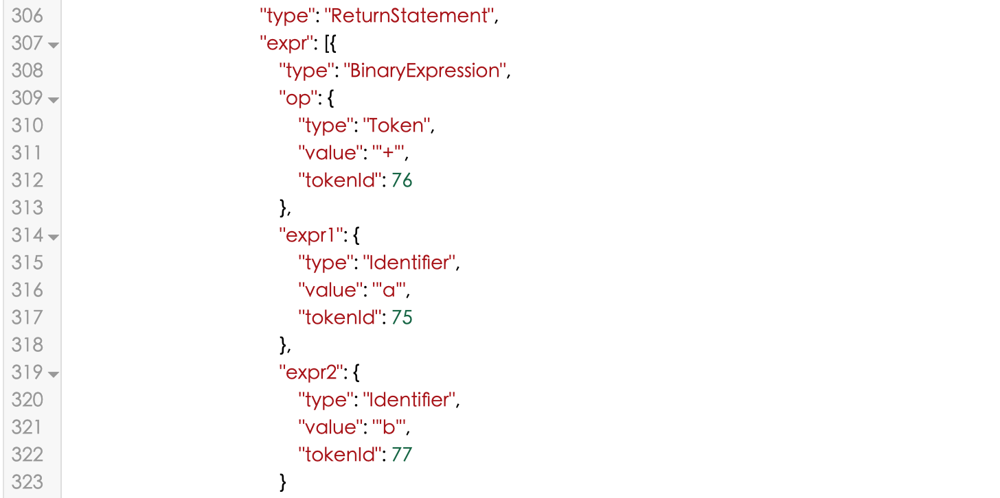 306 "type": "ReturnStatement",
307 "expr": [{
308 "type": "BinaryExpression",
309 "op": {
310 "type": "Token",
311 "value": "'+'",
312 "tokenId": 76
313 },
314 "expr1": {
315 "type": "Identifier",
316 "value": "'a'",
317 "tokenId": 75
318 },
319 "expr2": {
320 "type": "Identifier",
321 "value": "'b'",
322 "tokenId": 77
323 }